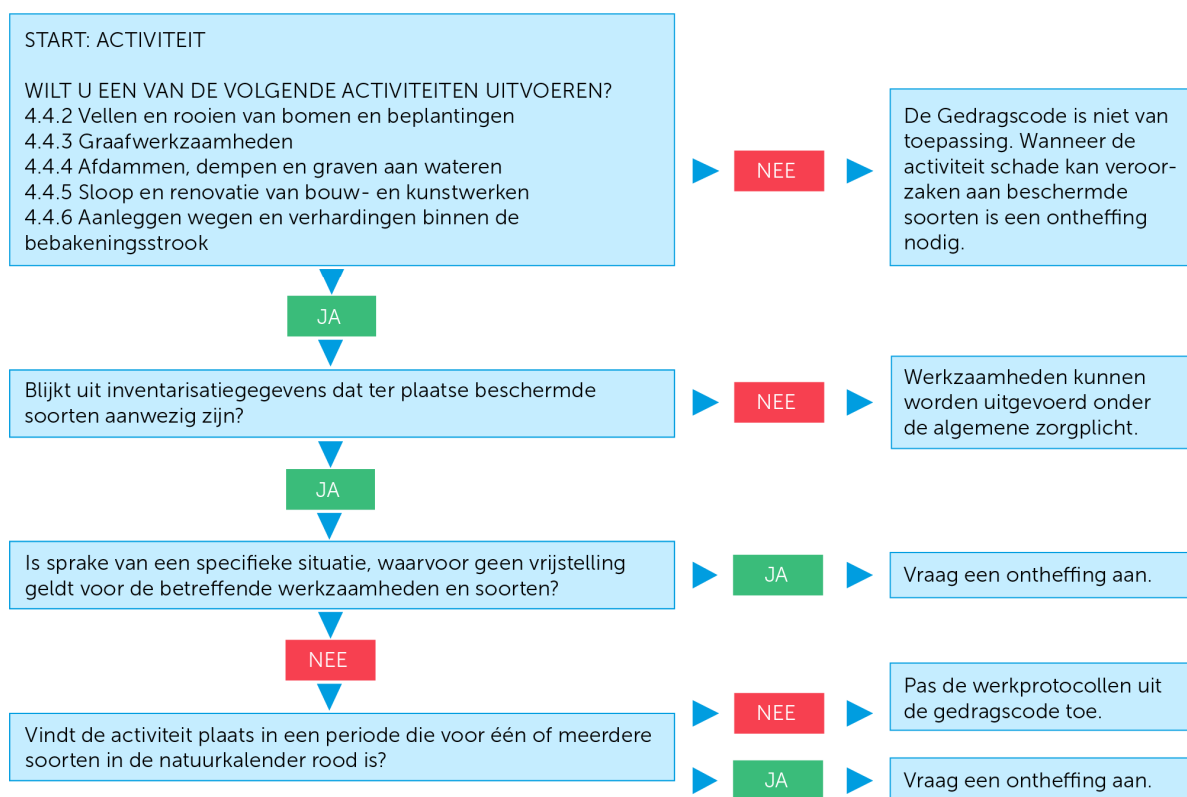 START: ACTIVITEIT
WILT U EEN VAN DE VOLGENDE ACTIVITEITEN UITVOEREN?
4.4.2 Vellen en rooien van bomen en beplantingen
4.4.3 Graafwerkzaamheden
4.4.4 Afdammen, dempen en graven aan wateren
4.4.5 Sloop en renovatie van bouw- en kunstwerken
4.4.6 Aanleggen wegen en verhardingen binnen de
bebakeningsstrook
NEE
De Gedragscode is niet van
toepassing. Wanneer de
activiteit schade kan veroor-
zaken aan beschermde
soorten is een ontheffing
nodig.
JA
Blijkt uit inventarisatiegegevens dat ter plaatse beschermde
soorten aanwezig zijn?
NEE
Werkzaamheden kunnen
worden uitgevoerd onder
de algemene zorgplicht.
JA
Is sprake van een specifieke situatie, waarvoor geen vrijstelling
geldt voor de betreffende werkzaamheden en soorten?
JA
Vraag een ontheffing aan.
NEE
Vindt de activiteit plaats in een periode die voor één of meerdere
soorten in de natuurkalender rood is?
NEE
Pas de werkprotocollen uit
de gedragscode toe.
JA
Vraag een ontheffing aan.